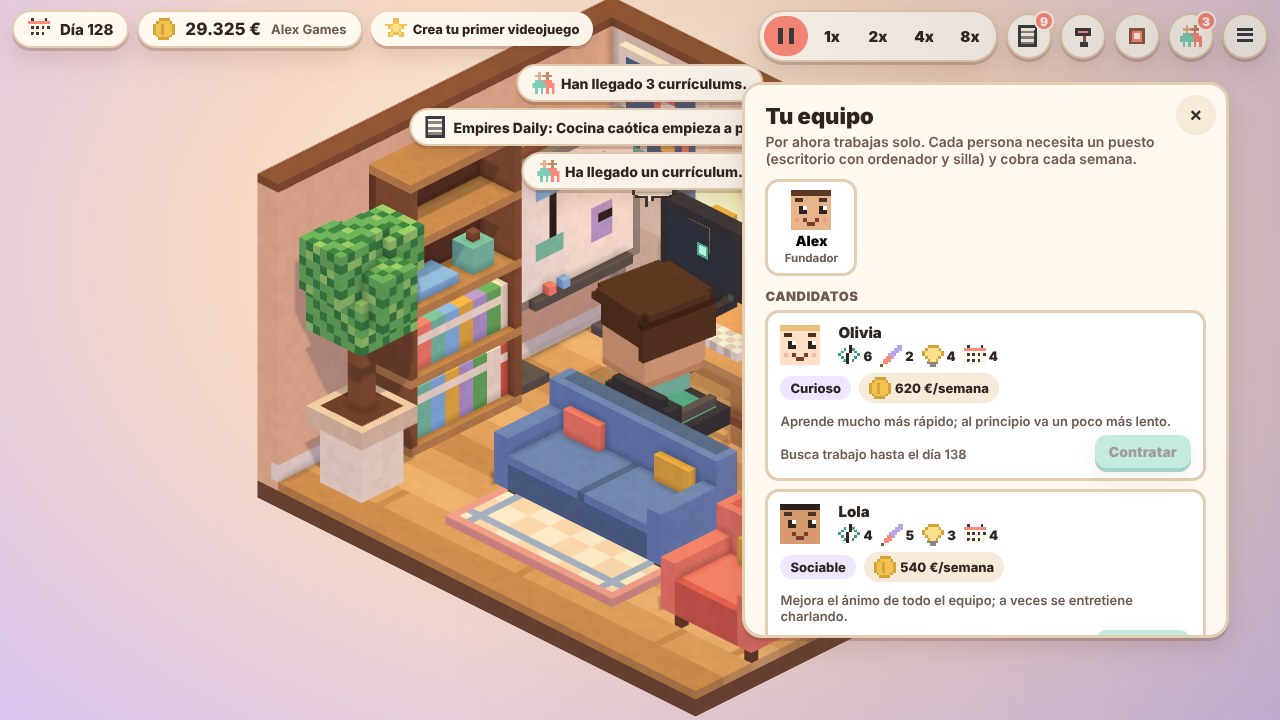 Día 128
29.325 € Alex Games
Crea tu primer videojuego
1x 2x 4x 8x
9
3
Han llegado 3 currículums.
Empires Daily: Cocina caótica empieza a p
Ha llegado un currículum.
Tu equipo
×
Por ahora trabajas solo. Cada persona necesita un puesto
(escritorio con ordenador y silla) y cobra cada semana.
Alex
Fundador
CANDIDATOS
Olivia
6 2 4 4
Curioso 620 €/semana
Aprende mucho más rápido; al principio va un poco más lento.
Busca trabajo hasta el día 138
Contratar
Lola
4 5 3 4
Sociable 540 €/semana
Mejora el ánimo de todo el equipo; a veces se entretiene
charlando.